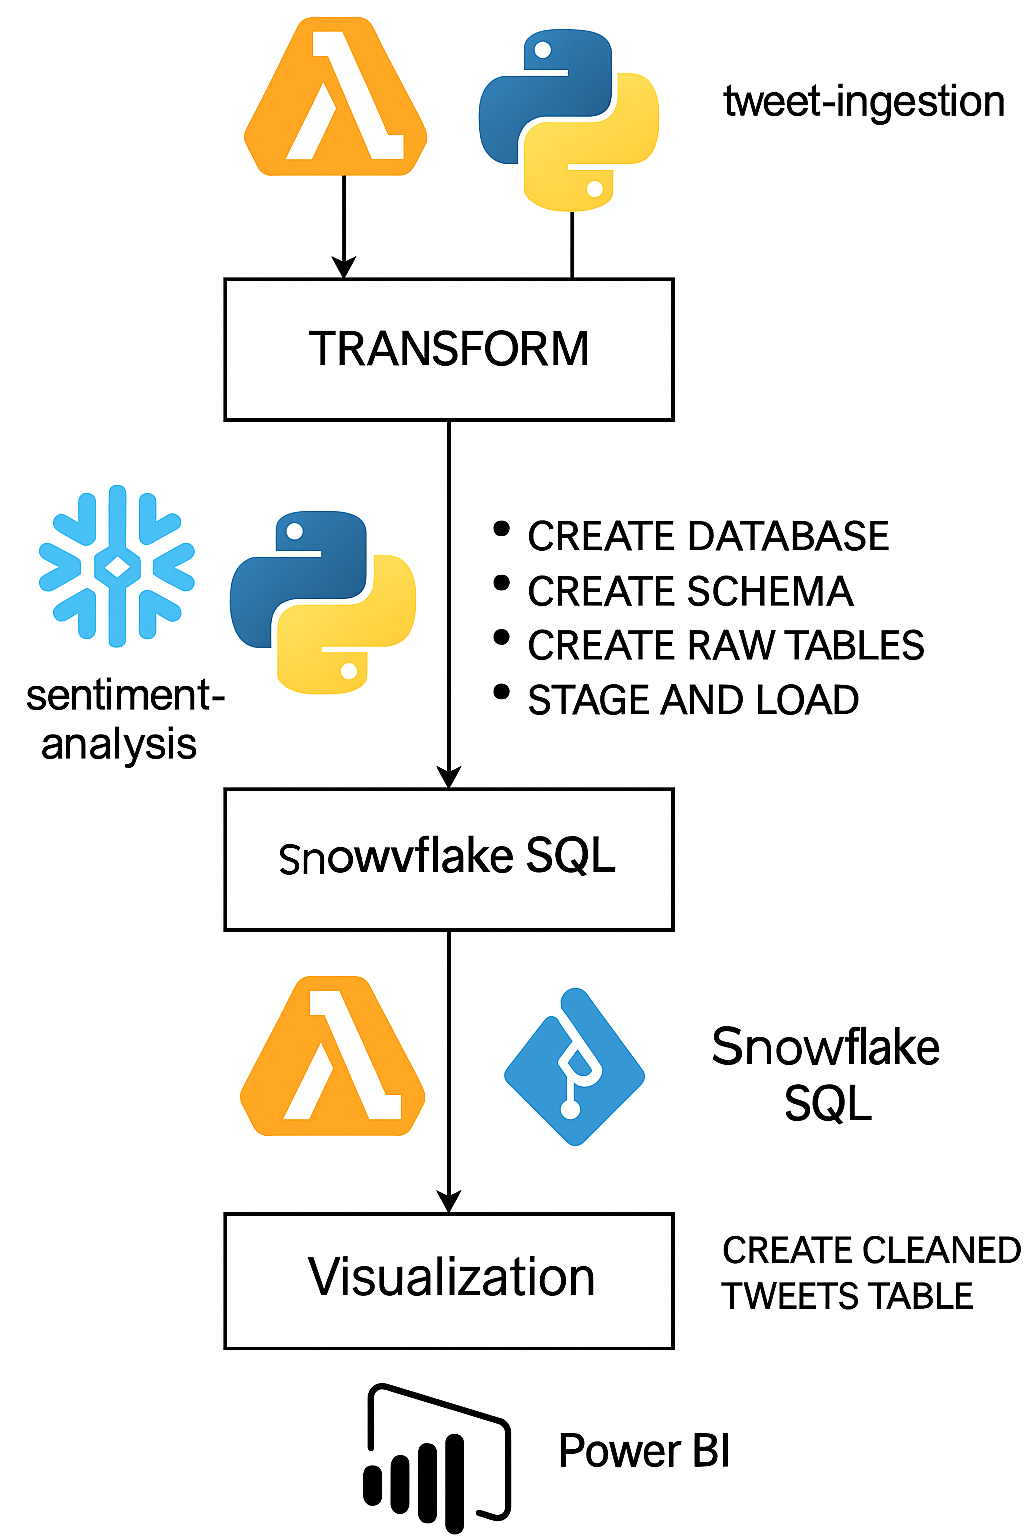 tweet-ingestion
TRANSFORM
• CREATE DATABASE
• CREATE SCHEMA
• CREATE RAW TABLES
• STAGE AND LOAD
sentiment-
analysis
Snowvflake SQL
Snowflake
SQL
Visualization
CREATE CLEANED
TWEETS TABLE
Power BI